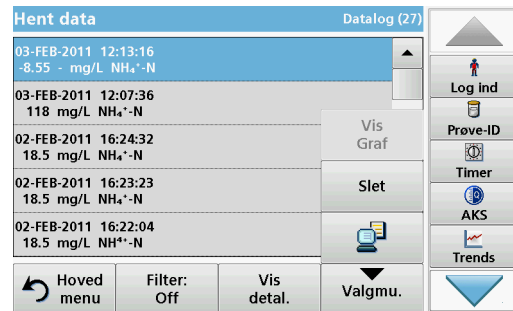 Hent data
Datalog (27)
03-FEB-2011 12:13:16
-8.55 - mg/L NH₄⁺-N
03-FEB-2011 12:07:36
118 mg/L NH₄⁺-N
02-FEB-2011 16:24:32
18.5 mg/L NH₄⁺-N
02-FEB-2011 16:23:23
18.5 mg/L NH₄⁺-N
02-FEB-2011 16:22:04
18.5 mg/L NH⁴⁺-N
Vis
Graf
Slet
Hoved
menu
Filter:
Off
Vis
detal.
Valgmu.
Log ind
Prøve-ID
Timer
AKS
Trends